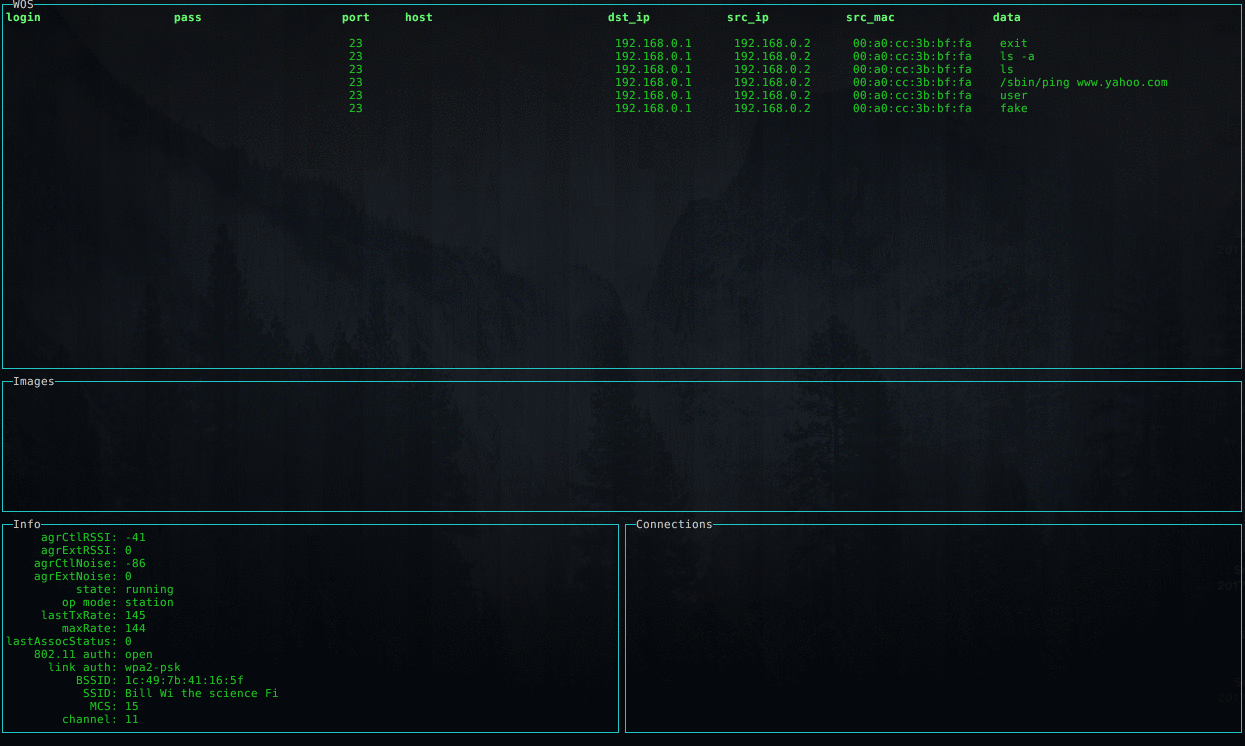 WOS
login pass port host dst_ip src_ip src_mac data
23 192.168.0.1 192.168.0.2 00:a0:cc:3b:bf:fa exit
23 192.168.0.1 192.168.0.2 00:a0:cc:3b:bf:fa ls -a
23 192.168.0.1 192.168.0.2 00:a0:cc:3b:bf:fa ls
23 192.168.0.1 192.168.0.2 00:a0:cc:3b:bf:fa /sbin/ping www.yahoo.com
23 192.168.0.1 192.168.0.2 00:a0:cc:3b:bf:fa user
23 192.168.0.1 192.168.0.2 00:a0:cc:3b:bf:fa fake
Images
Info
agrCtlRSSI: -41
agrExtRSSI: 0
agrCtlNoise: -86
agrExtNoise: 0
state: running
op mode: station
lastTxRate: 145
maxRate: 144
lastAssocStatus: 0
802.11 auth: open
link auth: wpa2-psk
BSSID: 1c:49:7b:41:16:5f
SSID: Bill Wi the science Fi
MCS: 15
channel: 11
Connections